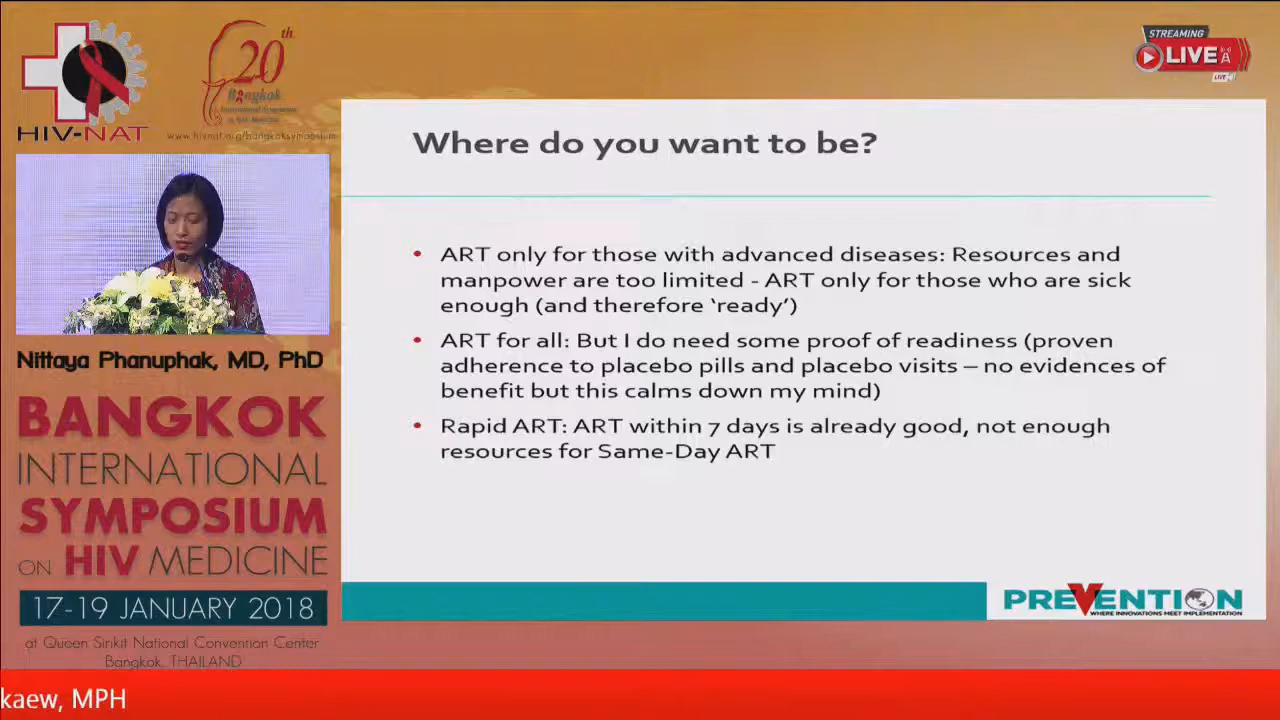 HIV-NAT
20th
Bangkok
International Symposium
www.hivnat.org/bangkoksymposium
STREAMING
LIVE
LIVE
Where do you want to be?
• ART only for those with advanced diseases: Resources and
manpower are too limited - ART only for those who are sick
enough (and therefore ‘ready’)
• ART for all: But I do need some proof of readiness (proven
adherence to placebo pills and placebo visits – no evidences of
benefit but this calms down my mind)
• Rapid ART: ART within 7 days is already good, not enough
resources for Same-Day ART
Nittaya Phanuphak, MD, PhD
BANGKOK
INTERNATIONAL
SYMPOSIUM
ON HIV MEDICINE
17-19 JANUARY 2018
at Queen Sirikit National Convention Center
Bangkok, THAILAND
PREVENTION
WHERE INNOVATIONS MEET IMPLEMENTATION
kaew, MPH